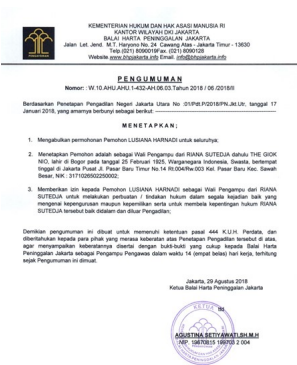 KEMENTERIAN HUKUM DAN HAK ASASI MANUSIA RI
KANTOR WILAYAH DKI JAKARTA
BALAI HARTA PENINGGALAN JAKARTA
Jalan Let. Jend. M.T. Haryono No. 24 Cawang Atas - Jakarta Timur - 13630
Telp.(021) 8090019Fax. (021) 8090128
Website www.bhpjakarta.info Email. info@bhpjakarta.info
PENGUMUMAN
Nomor : W.10.AHU.AHU.1-432-AH.06.03.Tahun 2018 / 06 /2018/II
Berdasarkan Penetapan Pengadilan Negeri Jakarta Utara No :01/Pdt.P/2018/PN.Jkt.Utr, tanggal 17
Januari 2018, yang amarnya berbunyi sebagai berikut:
MENETAPKAN;
1. Mengabulkan permohonan Pemohon LUSIANA HARNADI untuk seluruhnya;
2. Menetapkan Pemohon adalah sebagai Wali Pengampu dari RIANA SUTEDJA dahulu THE GIOK
NIO, lahir di Bogor pada tanggal 25 Februari 1925, Warganegara Indonesia, Swasta, bertempat
tinggal di Jakarta Pusat Jl. Pasar Baru Timur No.14 Rt.004/Rw.003 Kel. Pasar Baru Kec. Sawah
Besar, NIK : 3171026502250002;
3. Memberikan izin kepada Pemohon LUSIANA HARNADI sebagai Wali Pengampu dari RIANA
SUTEDJA untuk melakukan perbuatan / tindakan hukum dalam segala kejadian baik yang
mengenai kepengurusan maupun kepemilikan serta untuk membela kepentingan hukum RIANA
SUTEDJA tersebut baik didalam dan diluar Pengadilan;
Demikian pengumuman ini dibuat untuk memenuhi ketentuan pasal 444 K.U.H. Perdata, dan
diberitahukan kepada para pihak yang merasa keberatan atas Penetapan Pengadilan tersebut di atas,
agar menyampaikan keberatannya disertai dengan bukti-bukti yang cukup kepada Balai Harta
Peninggalan Jakarta sebagai Pengampu Pengawas dalam waktu 14 (empat belas) hari kerja, terhitung
sejak Pengumuman ini dimuat.
Jakarta, 29 Agustus 2018
Ketua Balai Harta Peninggalan Jakarta
KETUA
ttd
AGUSTINA SETIYAWATI,SH.M.H
NIP. 19670815 199703 2 004